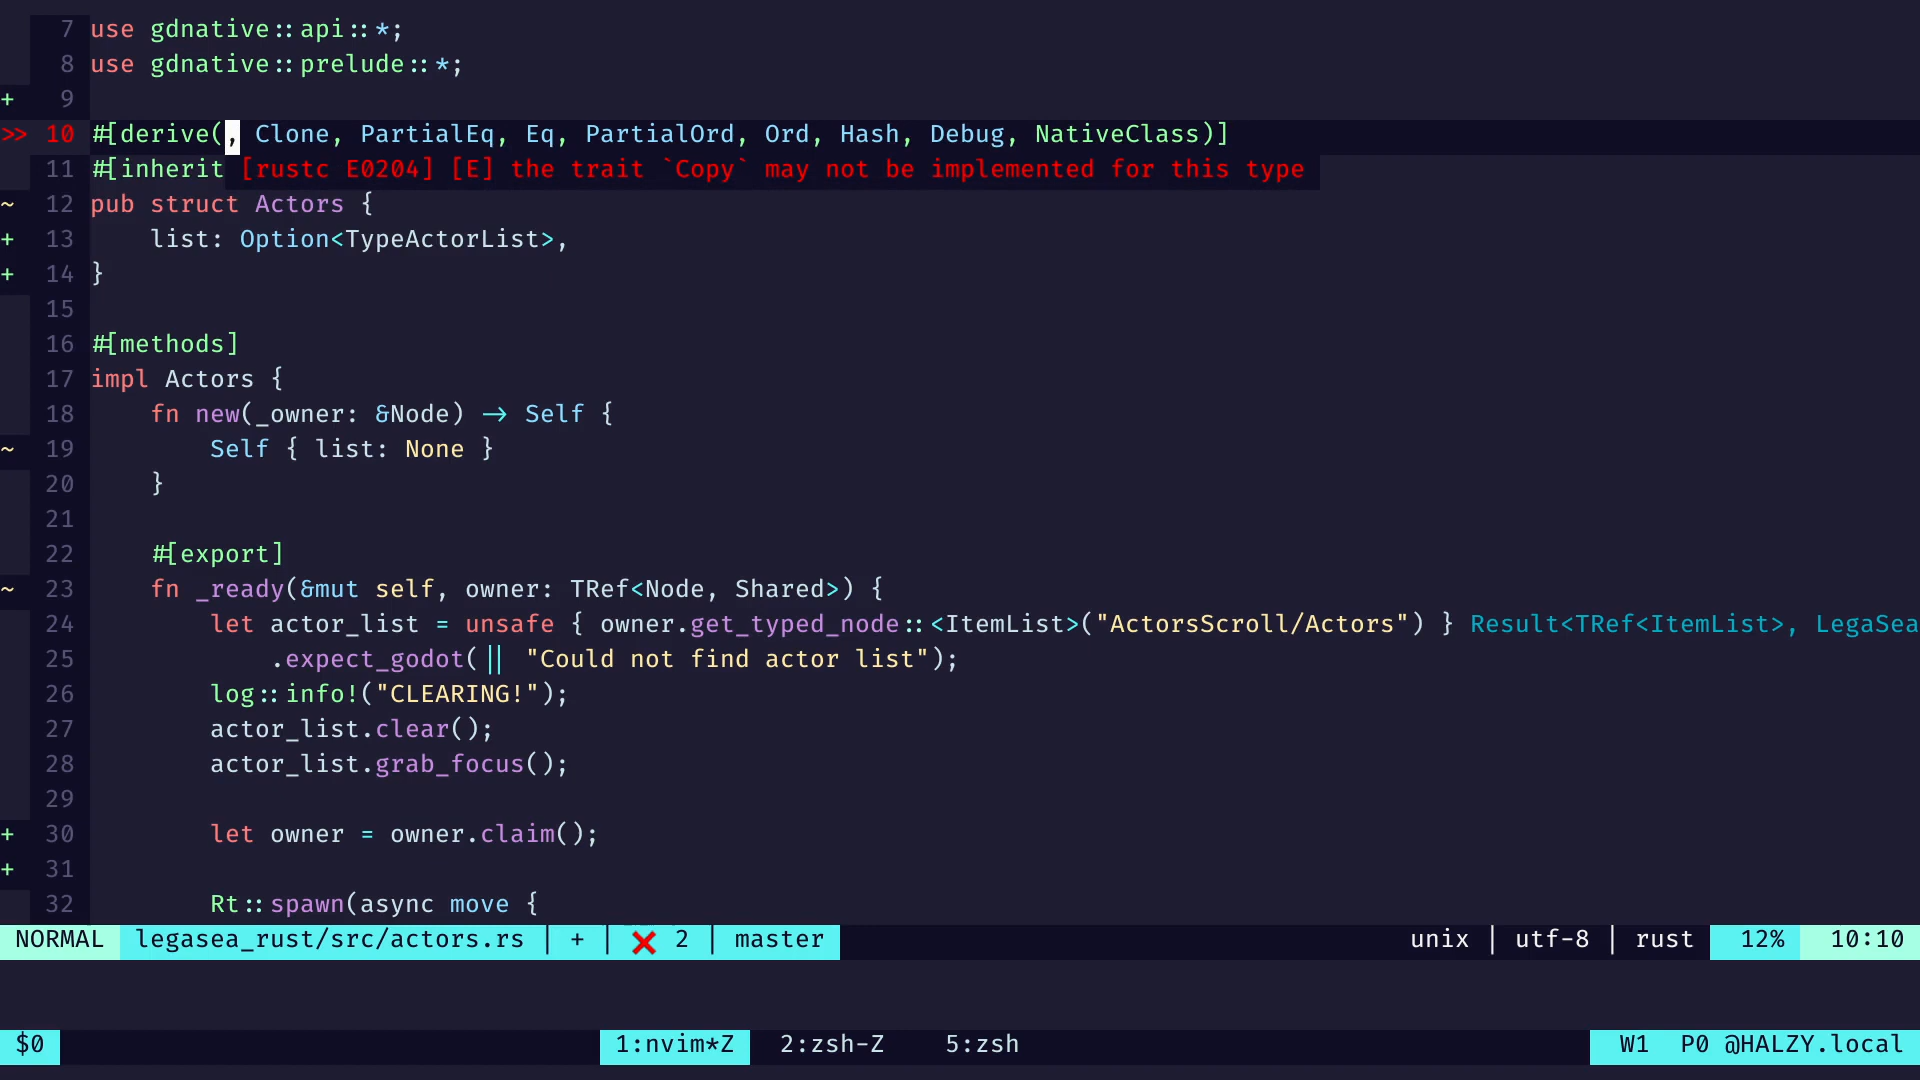 7 use gdnative::api::*;
8 use gdnative::prelude::*;
+ 9
>> 10 #[derive(, Clone, PartialEq, Eq, PartialOrd, Ord, Hash, Debug, NativeClass)]
11 #[inherit [rustc E0204] [E] the trait `Copy` may not be implemented for this type
~ 12 pub struct Actors {
+ 13     list: Option<TypeActorList>,
+ 14 }
15
16 #[methods]
17 impl Actors {
18     fn new(_owner: &Node) -> Self {
~ 19         Self { list: None }
20     }
21
22     #[export]
~ 23     fn _ready(&mut self, owner: TRef<Node, Shared>) {
24         let actor_list = unsafe { owner.get_typed_node::<ItemList>("ActorsScroll/Actors") } Result<TRef<ItemList>, LegaSea
25             .expect_godot(|| "Could not find actor list");
26         log::info!("CLEARING!");
27         actor_list.clear();
28         actor_list.grab_focus();
29
+ 30         let owner = owner.claim();
+ 31
32         Rt::spawn(async move {
NORMAL legasea_rust/src/actors.rs | + | ❌ 2 | master unix | utf-8 | rust 12% 10:10
$0 1:nvim*Z 2:zsh-Z 5:zsh W1 P0 @HALZY.local